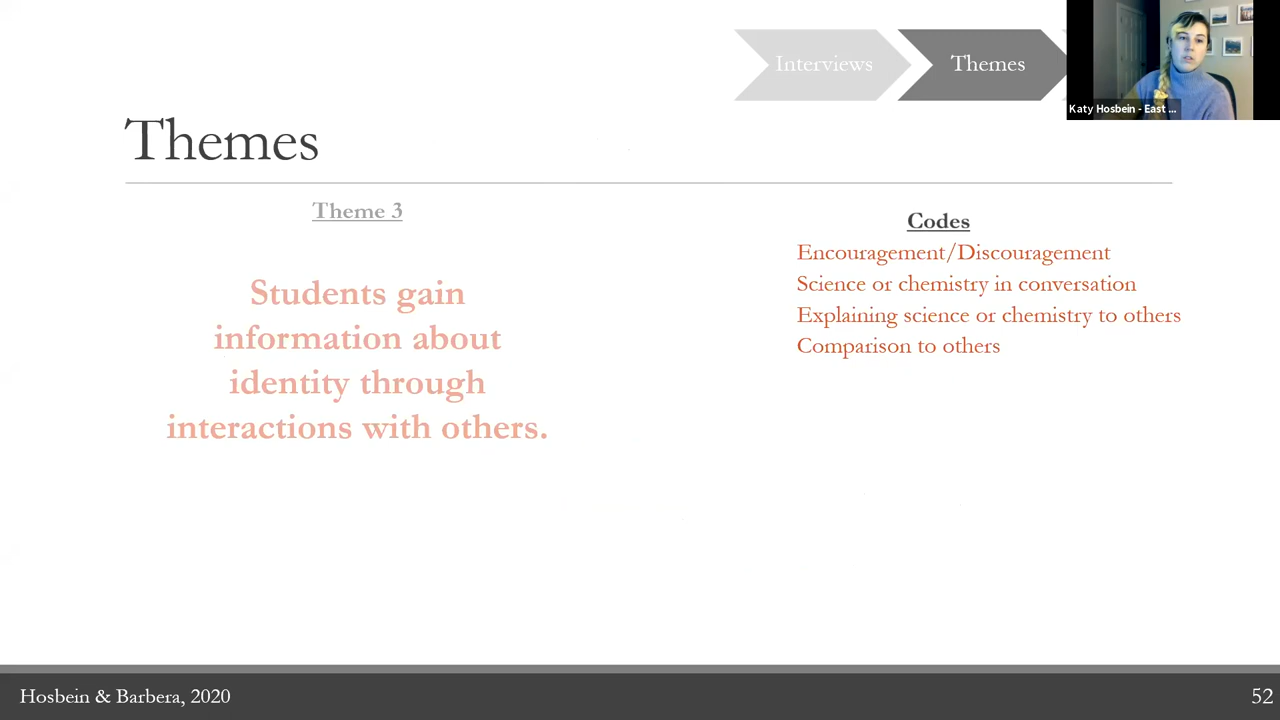 Interviews
Themes
Katy Hosbein - East ...
Themes
Theme 3
Students gain
information about
identity through
interactions with others.
Codes
Encouragement/Discouragement
Science or chemistry in conversation
Explaining science or chemistry to others
Comparison to others
Hosbein & Barbera, 2020
52